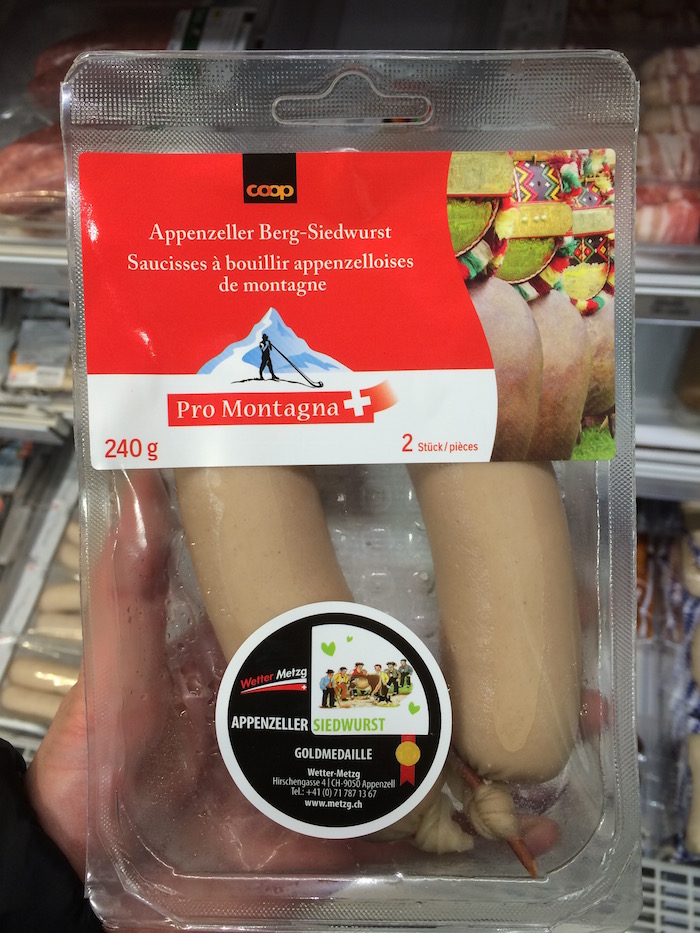 coop
Appenzeller Berg-Siedwurst
Saucisses à bouillir appenzelloises
de montagne
Pro Montagna
240 g
2 Stück/pièces
Wetter Metzg
APPENZELLER SIEDWURST
GOLDMEDAILLE
Wetter-Metzg
Hirschengasse 4 | CH-9050 Appenzell
Tel.: +41 (0) 71 787 13 67
www.metzg.ch